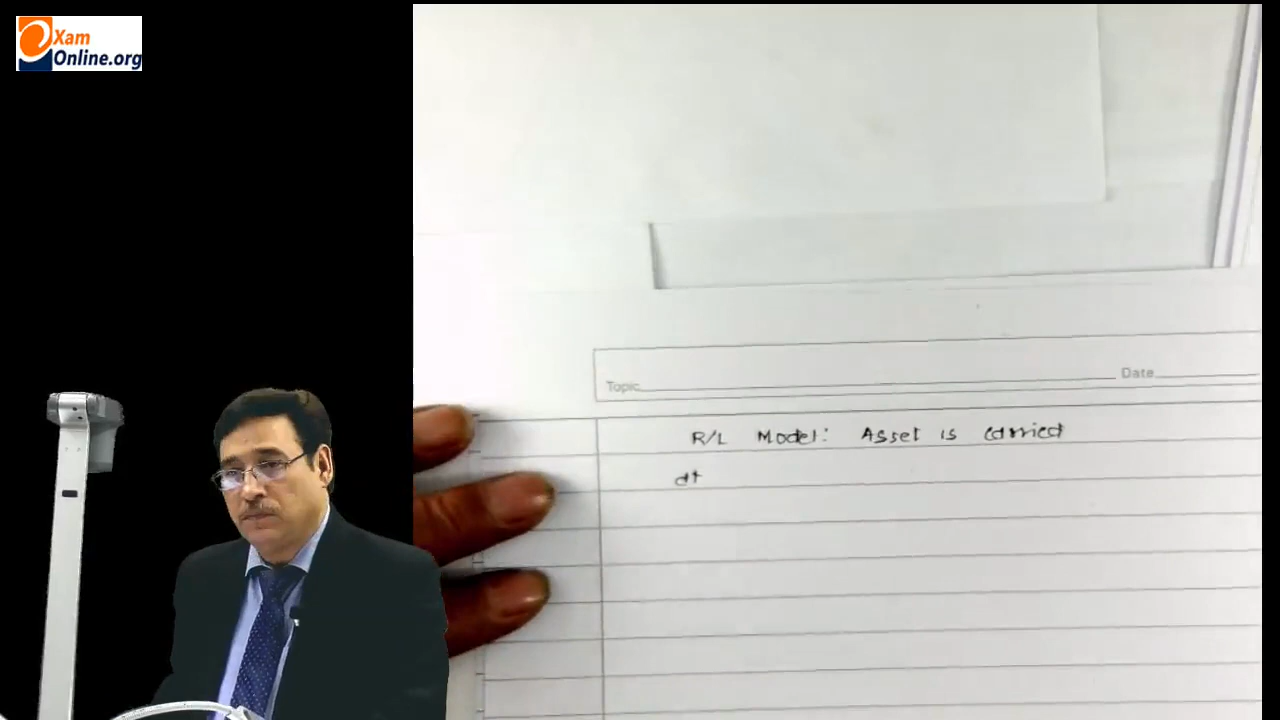 Xam
Online.org
Topic
Date
R/L Model: Asset is carried
at